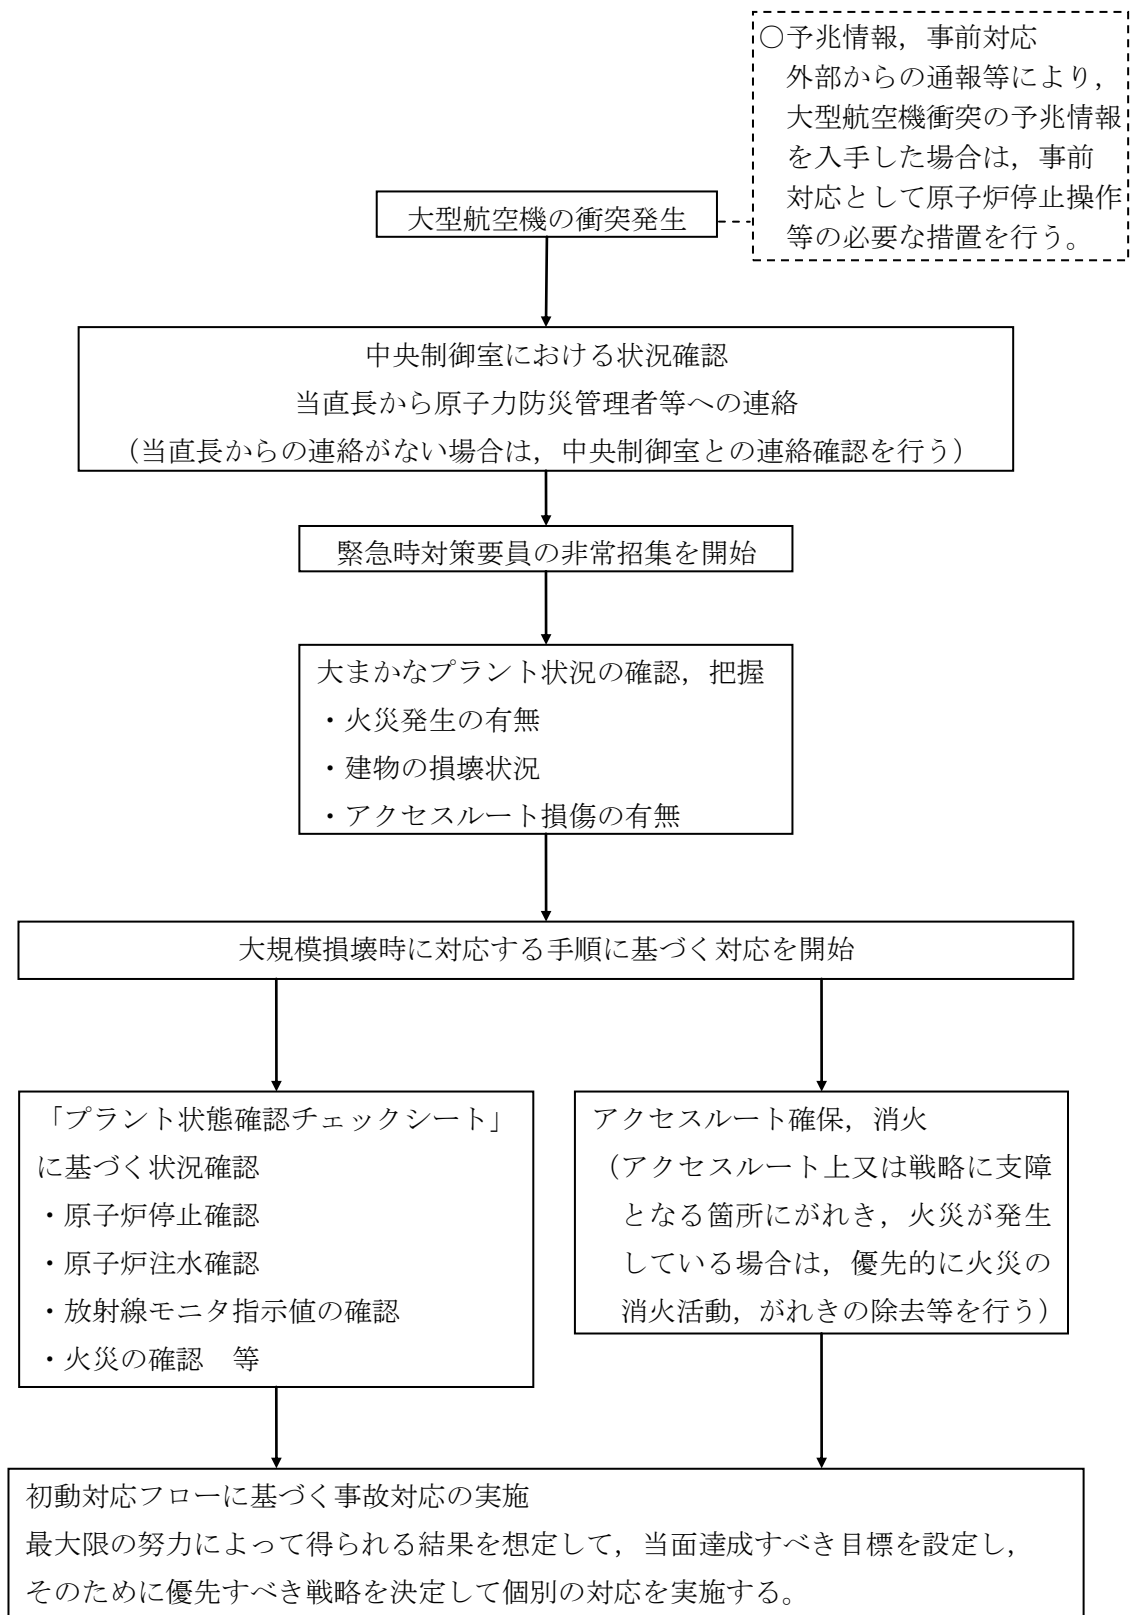 ○予兆情報，事前対応
外部からの通報等により，
大型航空機衝突の予兆情報
を入手した場合は，事前
対応として原子炉停止操作
等の必要な措置を行う。
大型航空機の衝突発生
中央制御室における状況確認
当直長から原子力防災管理者等への連絡
（当直長からの連絡がない場合は，中央制御室との連絡確認を行う）
緊急時対策要員の非常招集を開始
大まかなプラント状況の確認，把握
・火災発生の有無
・建物の損壊状況
・アクセスルート損傷の有無
大規模損壊時に対応する手順に基づく対応を開始
「プラント状態確認チェックシート」
に基づく状況確認
・原子炉停止確認
・原子炉注水確認
・放射線モニタ指示値の確認
・火災の確認　等
アクセスルート確保，消火
（アクセスルート上又は戦略に支障
となる箇所にがれき，火災が発生
している場合は，優先的に火災の
消火活動，がれきの除去等を行う）
初動対応フローに基づく事故対応の実施
最大限の努力によって得られる結果を想定して，当面達成すべき目標を設定し，
そのために優先すべき戦略を決定して個別の対応を実施する。